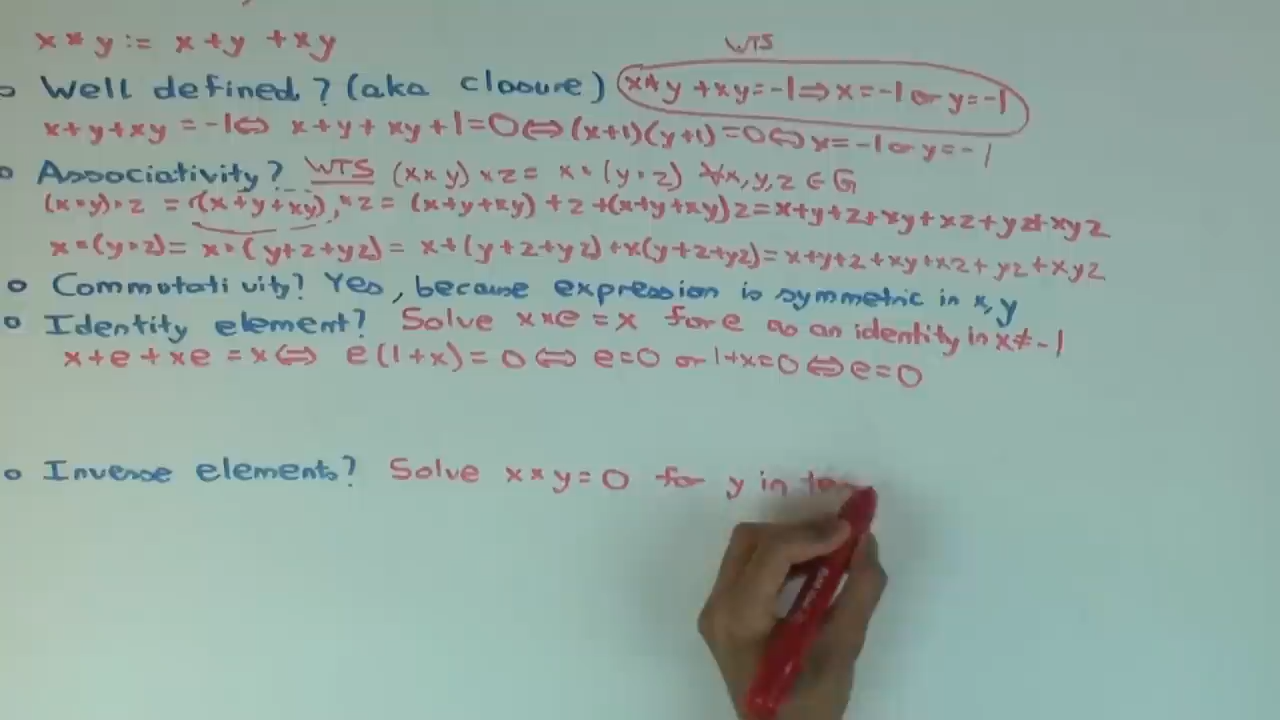 x * y := x + y + xy
WTS
○ Well defined? (aka closure) x+y+xy=-1⇒x=-1 or y=-1
x+y+xy=-1⇔ x+y+xy+1=0⇔(x+1)(y+1)=0⇔x=-1 or y=-1
○ Associativity? WTS (x*y)*z = x*(y*z) ∀x,y,z ∈ G
(x*y)*z = (x+y+xy)*z = (x+y+xy)+z+(x+y+xy)z=x+y+z+xy+xz+yz+xyz
x*(y*z)= x*(y+z+yz)= x+(y+z+yz)+x(y+z+yz)=x+y+z+xy+xz+yz+xyz
○ Commutativity? Yes, because expression is symmetric in x,y
○ Identity element? Solve x*e=x for e as an identity in x≠-1
x+e+xe=x⇔ e(1+x)=0⇔ e=0 or 1+x=0⇔e=0
○ Inverse elements? Solve x*y=0 for y in